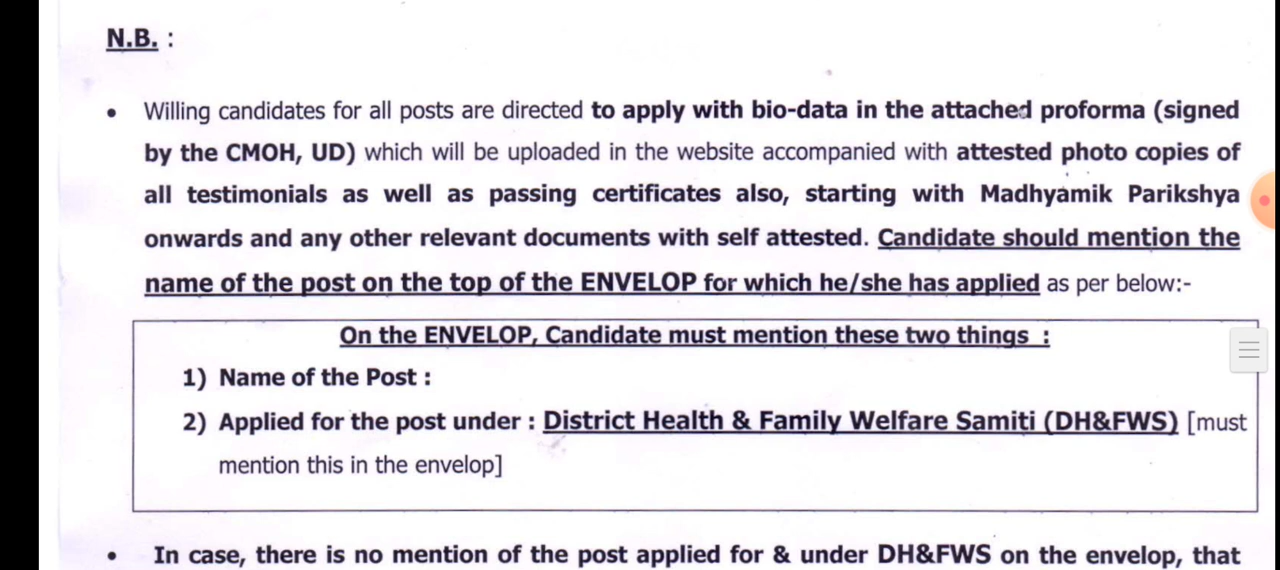 N.B. :
• Willing candidates for all posts are directed to apply with bio-data in the attached proforma (signed
by the CMOH, UD) which will be uploaded in the website accompanied with attested photo copies of
all testimonials as well as passing certificates also, starting with Madhyamik Parikshya
onwards and any other relevant documents with self attested. Candidate should mention the
name of the post on the top of the ENVELOP for which he/she has applied as per below:-
On the ENVELOP, Candidate must mention these two things :
1) Name of the Post :
2) Applied for the post under : District Health & Family Welfare Samiti (DH&FWS) [must
mention this in the envelop]
• In case, there is no mention of the post applied for & under DH&FWS on the envelop, that